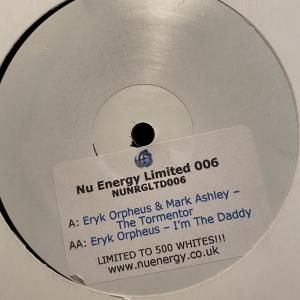 Nu Energy Limited 006
NUNRGLTD006
A: Eryk Orpheus & Mark Ashley –
The Tormentor
AA: Eryk Orpheus – I'm The Daddy
LIMITED TO 500 WHITES!!!
www.nuenergy.co.uk